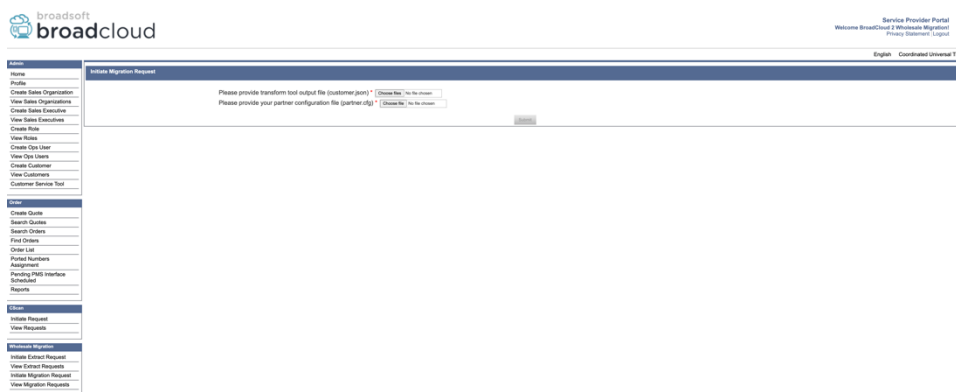 broadsoft
broadcloud
Service Provider Portal
Welcome BroadCloud 2 Wholesale Migration!
Privacy Statement Logout
English Coordinated Universal T
Admin
Home
Profile
Create Sales Organization
View Sales Organizations
Create Sales Executive
View Sales Executives
Create Role
View Roles
Create Ops User
View Ops Users
Create Customer
View Customers
Customer Service Tool
Initiate Migration Request
Please provide transform tool output file (customer.json) * Choose files No file chosen
Please provide your partner configuration file (partner.cfg) * Choose file No file chosen
Submit
Order
Create Quote
Search Quotes
Search Orders
Find Orders
Order List
Ported Numbers
Assignment
Pending PMS Interface
Scheduled
Reports
CScan
Initiate Request
View Requests
Wholesale Migration
Initiate Extract Request
View Extract Requests
Initiate Migration Request
View Migration Requests